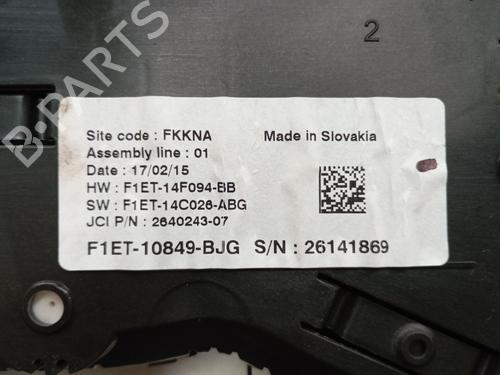 2
B-PARTS
Site code : FKKNA
Made in Slovakia
Assembly line : 01
Date : 17/02/15
HW : F1ET-14F094-BB
SW : F1ET-14C026-ABG
JCI P/N : 2640243-07
F1ET-10849-BJG S/N : 26141869